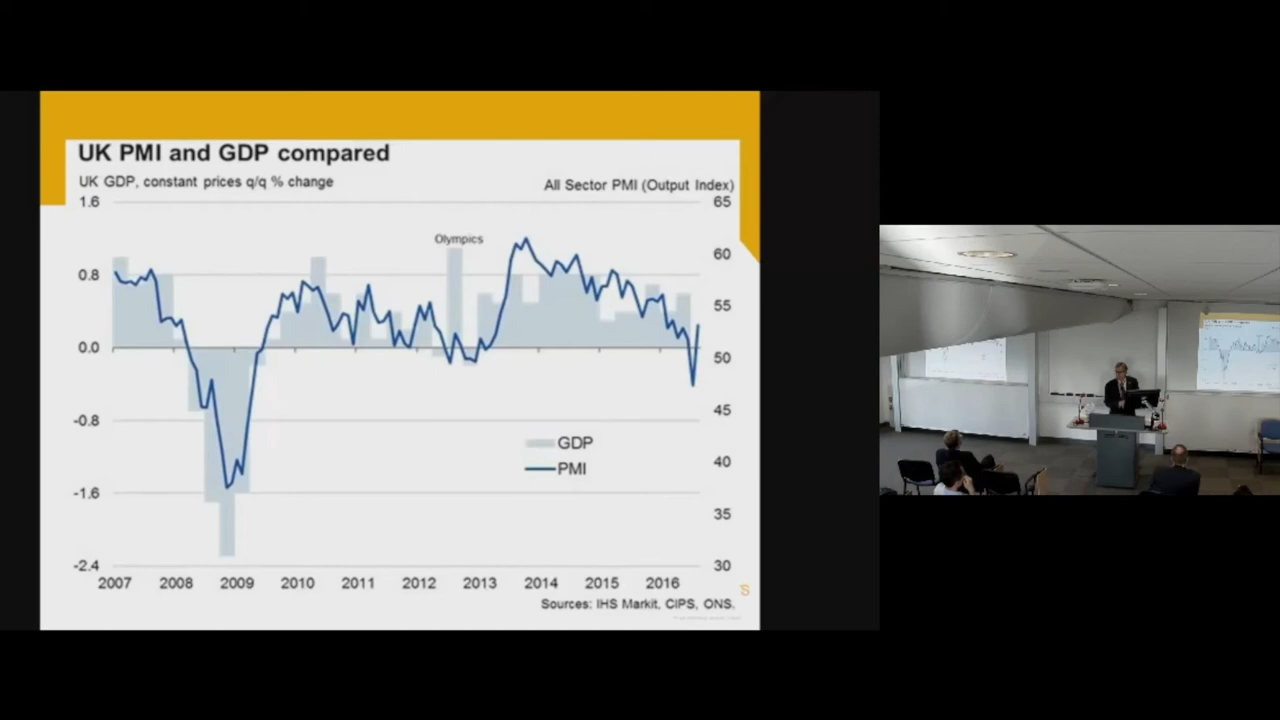 UK PMI and GDP compared
UK GDP, constant prices q/q % change
All Sector PMI (Output Index)
1.6
65
Olympics
60
0.8
55
0.0
50
45
-0.8
GDP
40
PMI
-1.6
35
-2.4
30
2007 2008 2009 2010 2011 2012 2013 2014 2015 2016
Sources: IHS Markit, CIPS, ONS.